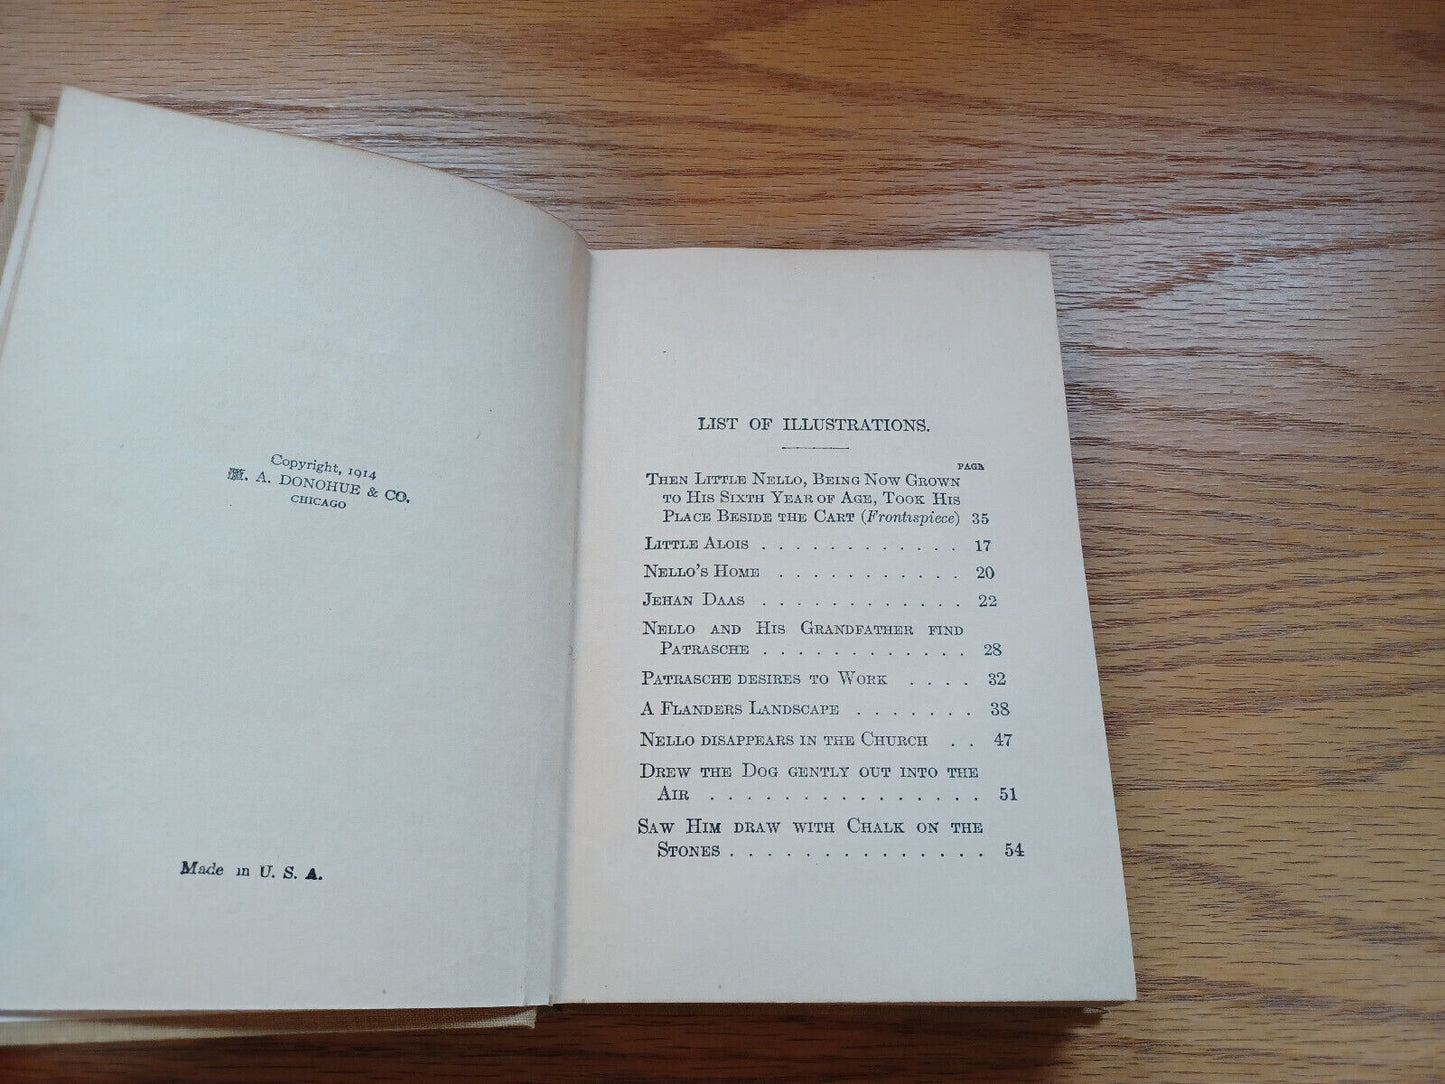 Copyright, 1914
M. A. DONOHUE & CO.
CHICAGO
Made in U. S. A.
LIST OF ILLUSTRATIONS.
PAGE
THEN LITTLE NELLO, BEING NOW GROWN
TO HIS SIXTH YEAR OF AGE, TOOK HIS
PLACE BESIDE THE CART (Frontispiece) 35
LITTLE ALOIS . . . . . . . . . . . . 17
NELLO'S HOME . . . . . . . . . . . 20
JEHAN DAAS . . . . . . . . . . . . 22
NELLO AND HIS GRANDFATHER FIND
PATRASCHE . . . . . . . . . . . . 28
PATRASCHE DESIRES TO WORK . . . . 32
A FLANDERS LANDSCAPE . . . . . . . 38
NELLO DISAPPEARS IN THE CHURCH . . 47
DREW THE DOG GENTLY OUT INTO THE
AIR . . . . . . . . . . . . . . . 51
SAW HIM DRAW WITH CHALK ON THE
STONES . . . . . . . . . . . . . . 54